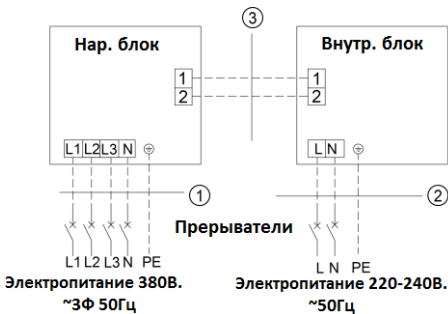 3
Нар. блок
Внутр. блок
1
2
1
2
L1 L2 L3 N
L N
1
2
Прерыватели
L1 L2 L3 N PE
L N PE
Электропитание 380В.
~3Ф 50Гц
Электропитание 220-240В.
~50Гц